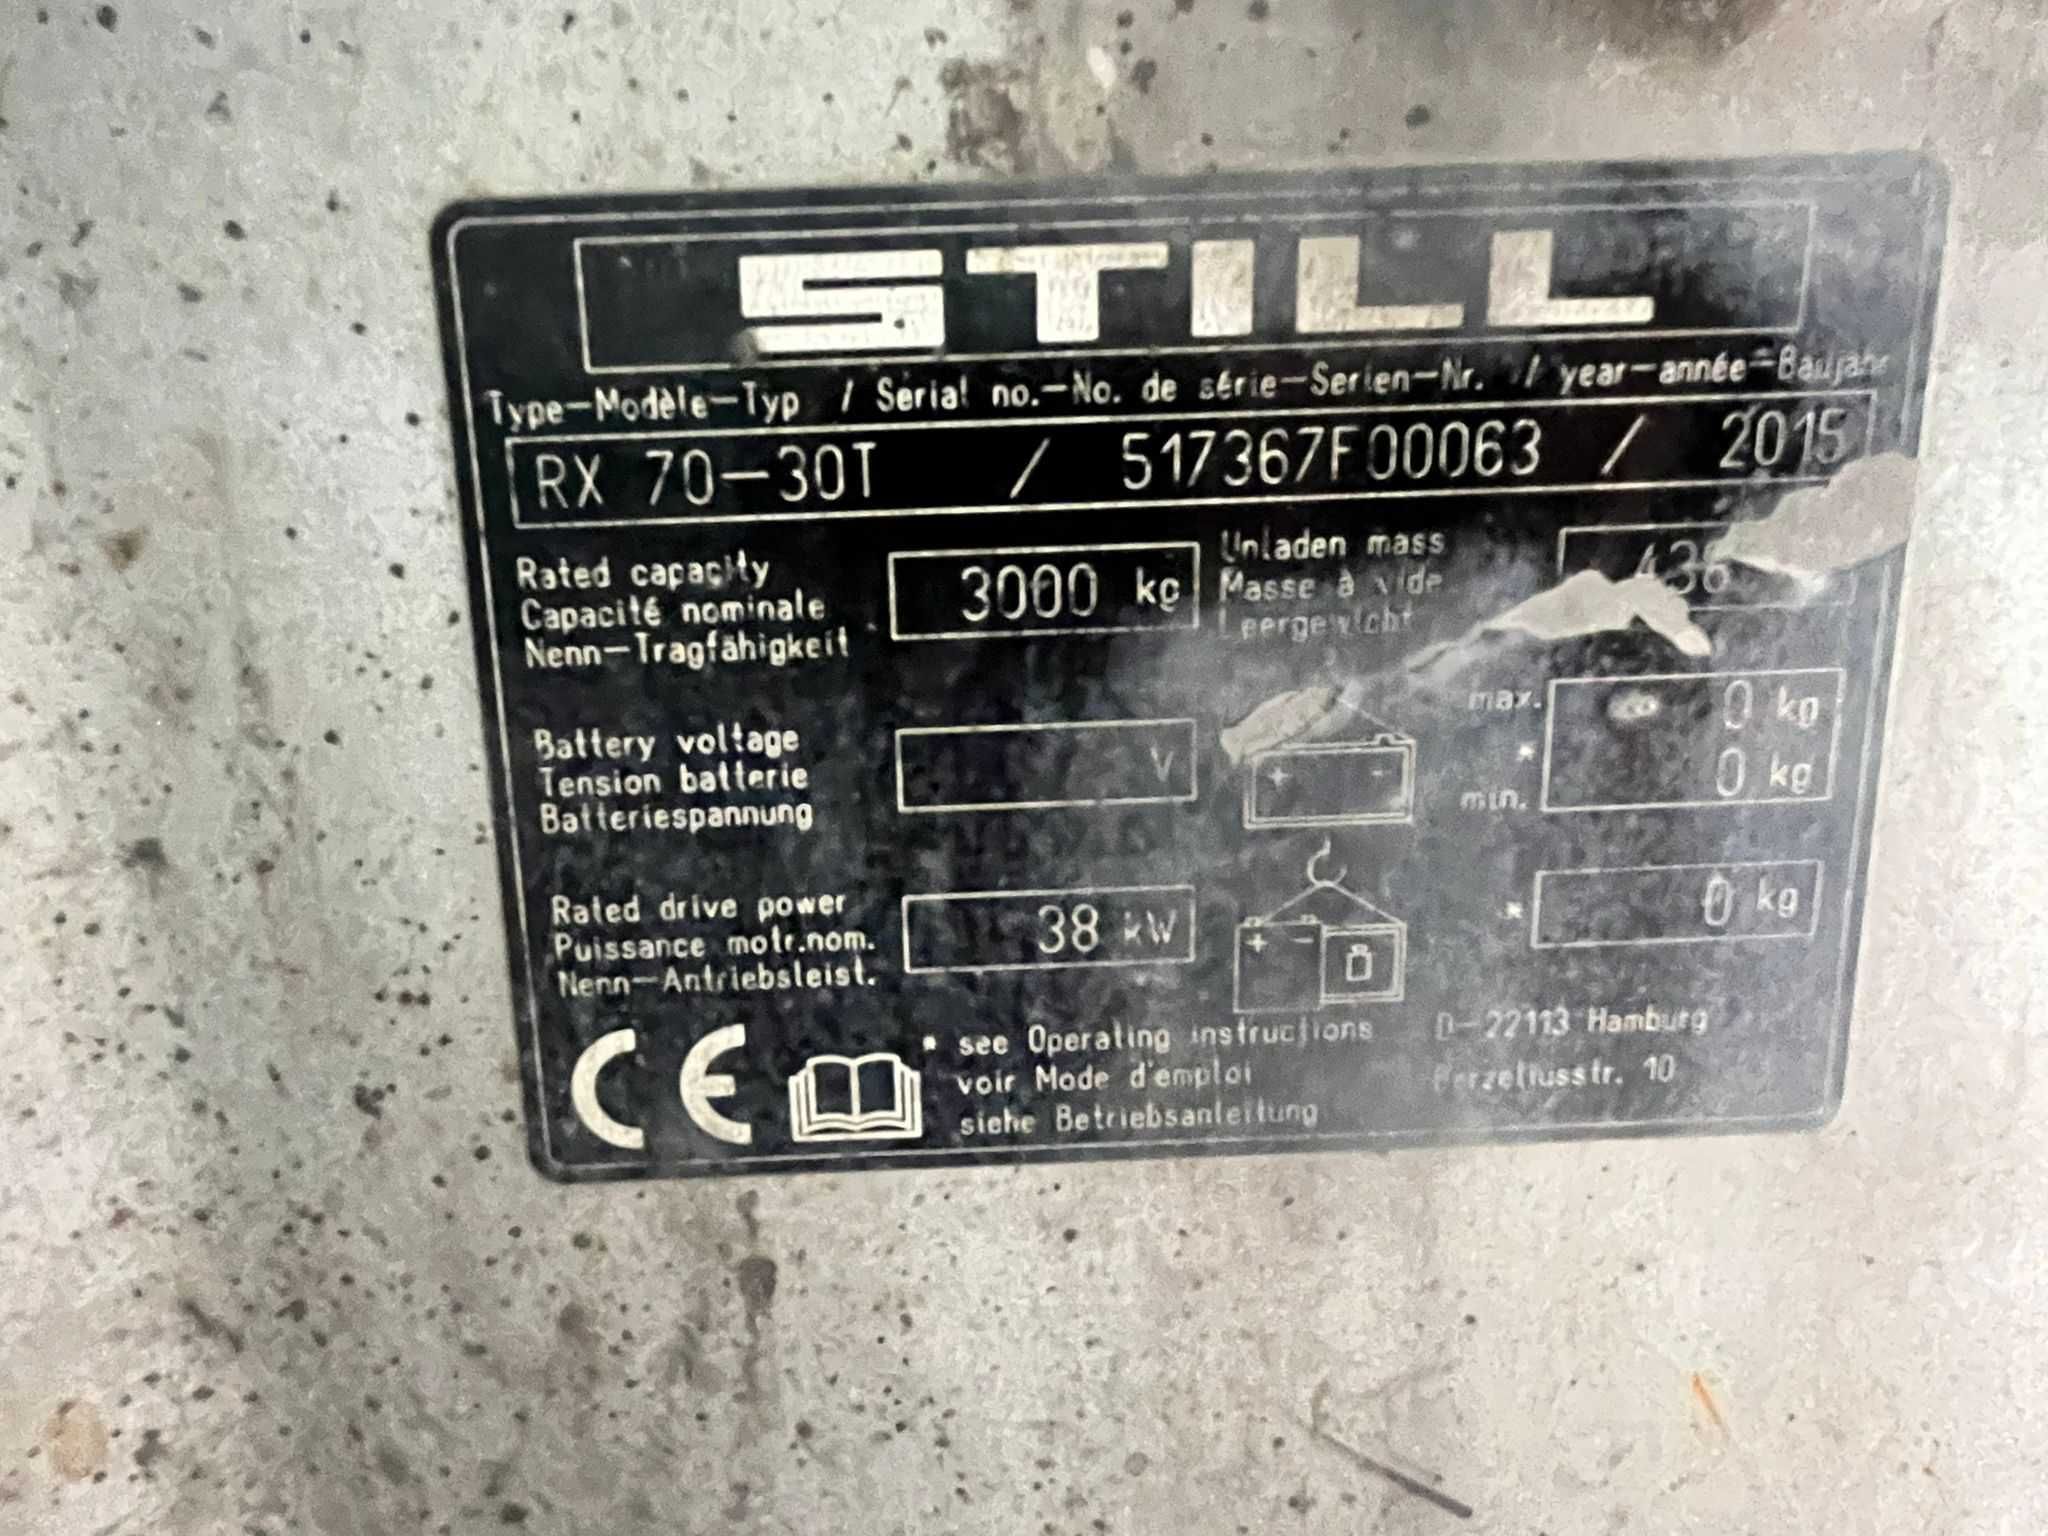 STILL
Type-Modèle-Typ / Serial no.-No. de série-Serien-Nr. / year-année-Baujahr
RX 70-30T / 517367F00063 / 2015
Rated capacity
Capacité nominale
Nenn-Tragfähigkeit
3000 kg
Unladen mass
Masse à vide
Leergewicht
Battery voltage
Tension batterie
Batteriespannung
V
+ -
max. 0 kg
*
min. 0 kg
Rated drive power
Puissance motr.nom.
Nenn-Antriebsleist.
38 kW
+ -
* 0 kg
CE
* see Operating instructions
voir Mode d'emploi
siehe Betriebsanleitung
D-22113 Hamburg
Berzeliusstr. 10